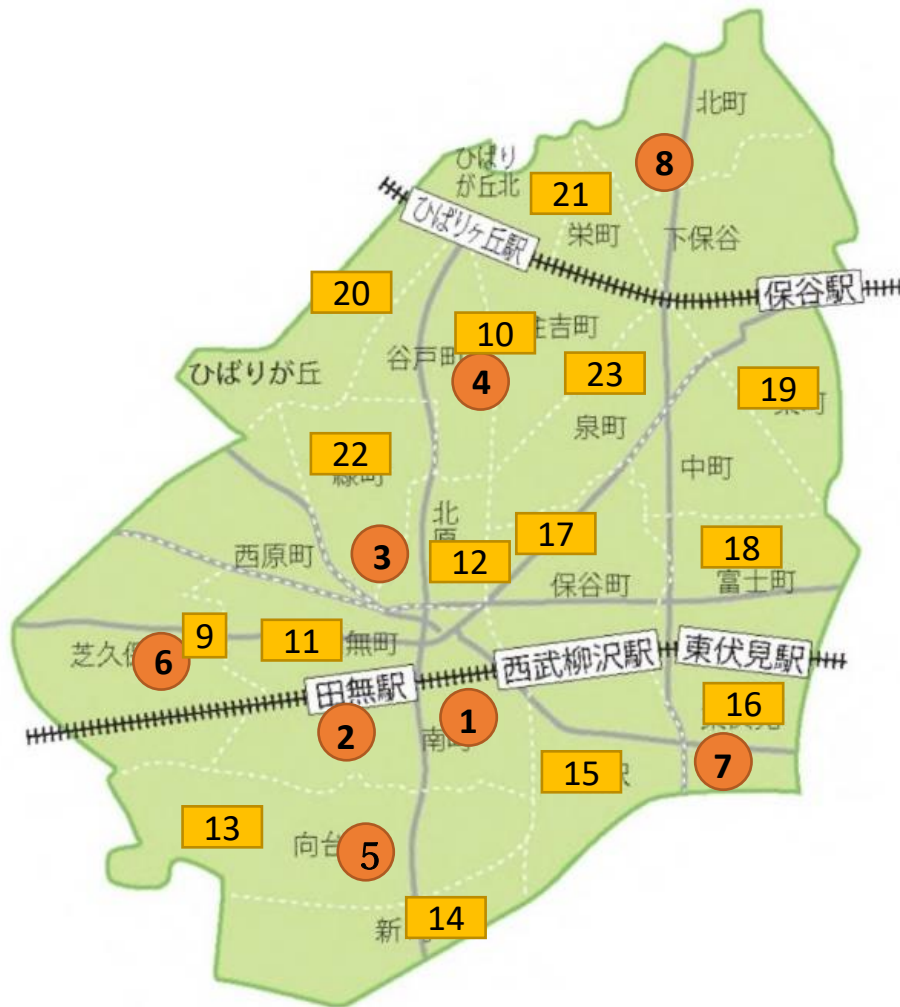 北町
8
ひばり
が丘北
21
栄町
下保谷
ひばりヶ丘駅
保谷駅
20
10
住吉町
谷戸町
4
23
19
ひばりが丘
泉町
22
緑町
中町
北
原
17
18
3
12
西原町
保谷町
富士町
9
11
無町
芝久保
6
西武柳沢駅
東伏見駅
田無駅
16
1
2
南町
7
15
13
向台
5
14
新